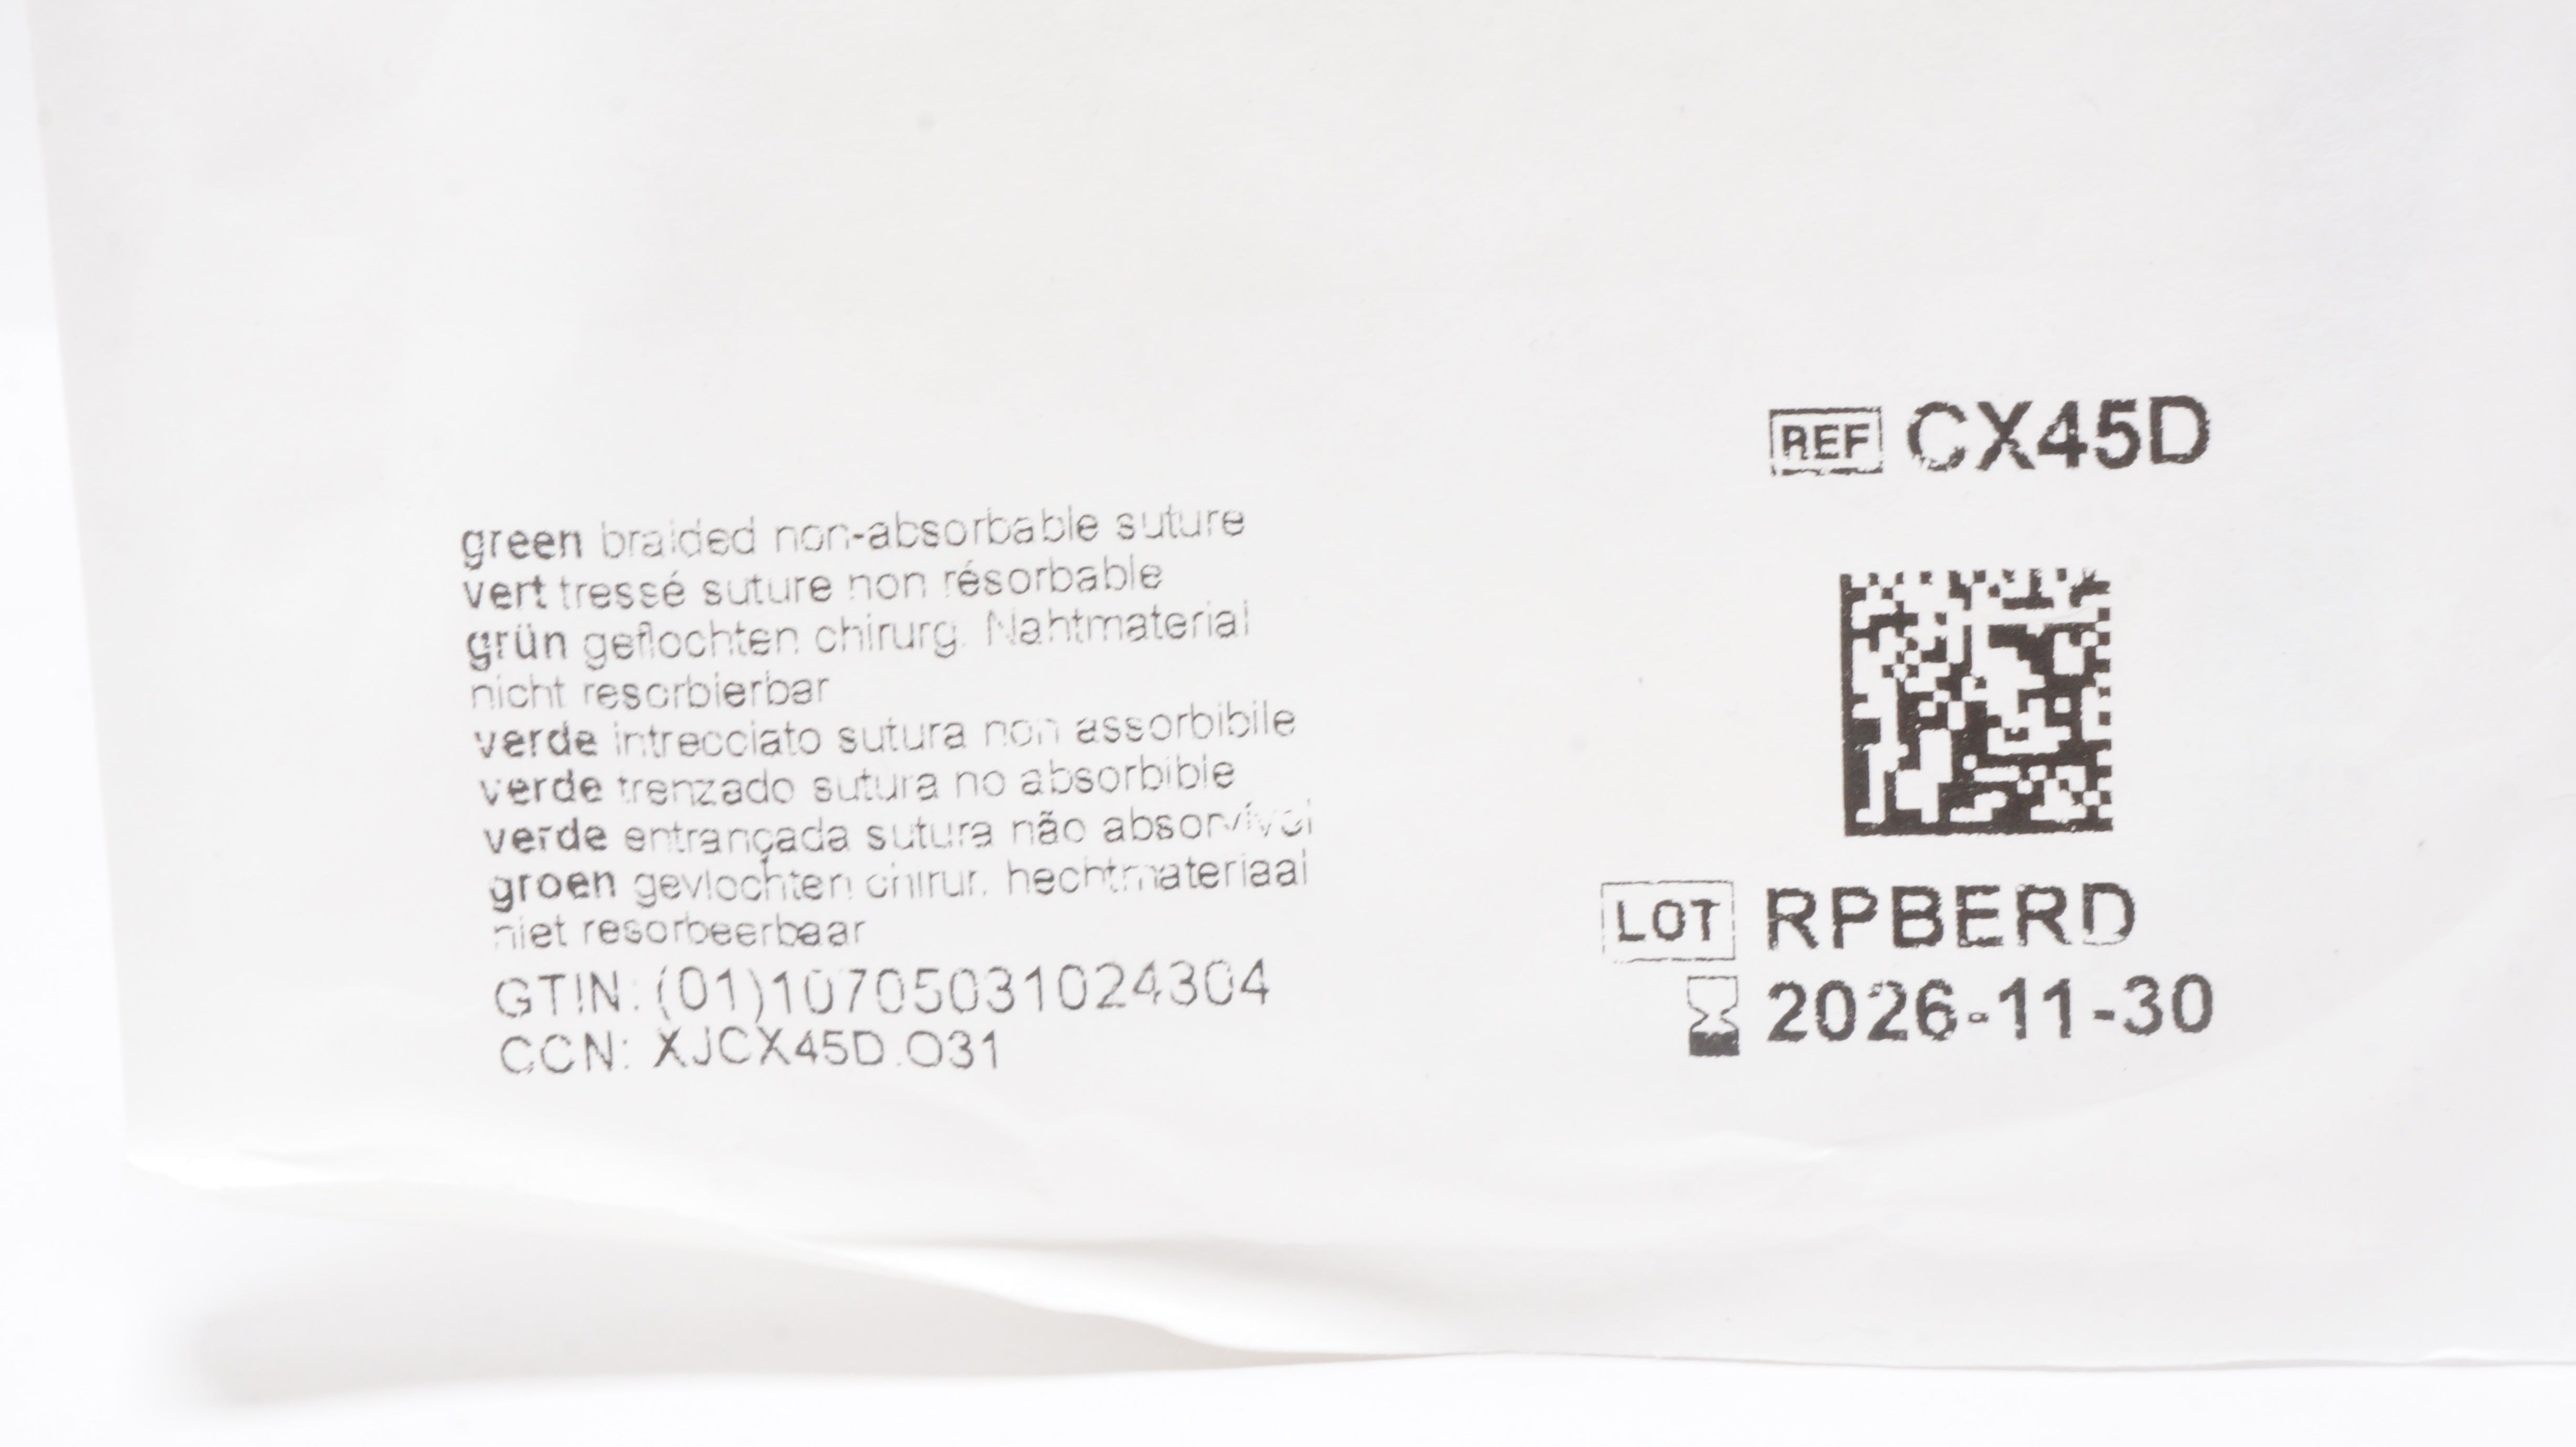 green braided non-absorbable suture
vert tressé suture non résorbable
grün geflochten chirurg. Nahtmaterial
nicht resorbierbar
verde intrecciato sutura non assorbibile
verde trenzado sutura no absorbible
verde entrançada sutura não absorvível
groen gevlochten chirur. hechtmateriaal
niet resorbeerbaar
GTIN: (01)10705031024304
CCN: XJCX45D.O31
REF CX45D
LOT RPBERD
2026-11-30